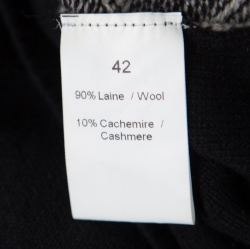 42
90% Laine / Wool
10% Cachemire /
Cashmere